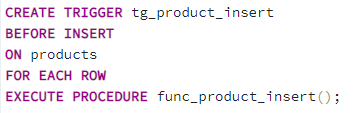 CREATE TRIGGER tg_product_insert
BEFORE INSERT
ON products
FOR EACH ROW
EXECUTE PROCEDURE func_product_insert();